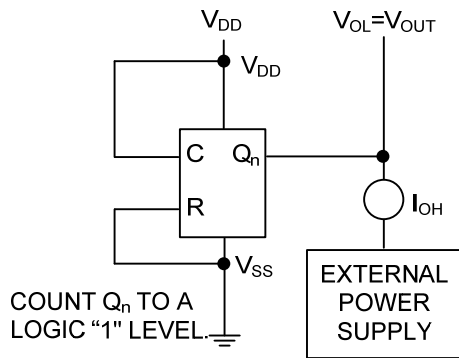 V_DD
V_OL=V_OUT
V_DD
C
Q_n
R
I_OH
V_SS
EXTERNAL
POWER
SUPPLY
COUNT Q_n TO A
LOGIC “1" LEVEL.